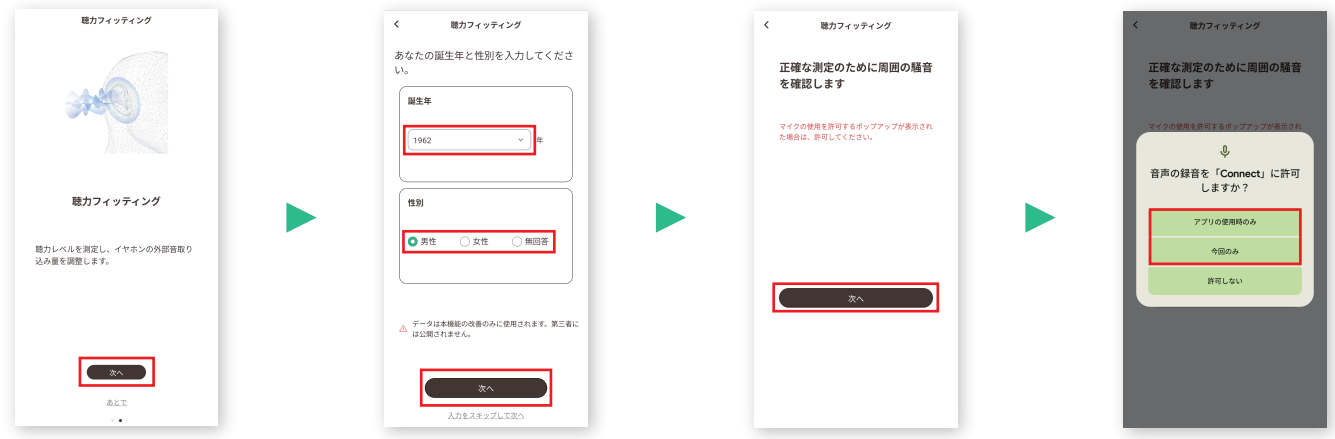 聴力フィッティング
聴力フィッティング
聴力レベルを測定し、イヤホンの外部音取り
込み量を調整します。
次へ
あとで
聴力フィッティング
あなたの誕生年と性別を入力してくださ
い。
誕生年
1962
年
性別
男性
女性
無回答
データは本機能の改善のみに使用されます。第三者に
は公開されません。
次へ
入力をスキップして次へ
聴力フィッティング
正確な測定のために周囲の騒音
を確認します
マイクの使用を許可するポップアップが表示され
た場合は、許可してください。
次へ
聴力フィッティング
正確な測定のために周囲の騒音
を確認します
マイクの使用を許可するポップアップが表示され
音声の録音を「Connect」に許可
しますか？
アプリの使用時のみ
今回のみ
許可しない